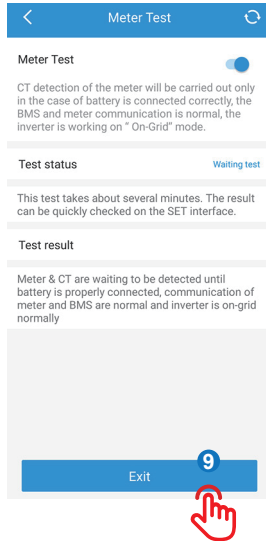 Meter Test
Meter Test
CT detection of the meter will be carried out only
in the case of battery is connected correctly, the
BMS and meter communication is normal, the
inverter is working on " On-Grid" mode.
Test status
Waiting test
This test takes about several minutes. The result
can be quickly checked on the SET interface.
Test result
Meter & CT are waiting to be detected until
battery is properly connected, communication of
meter and BMS are normal and inverter is on-grid
normally
9
Exit